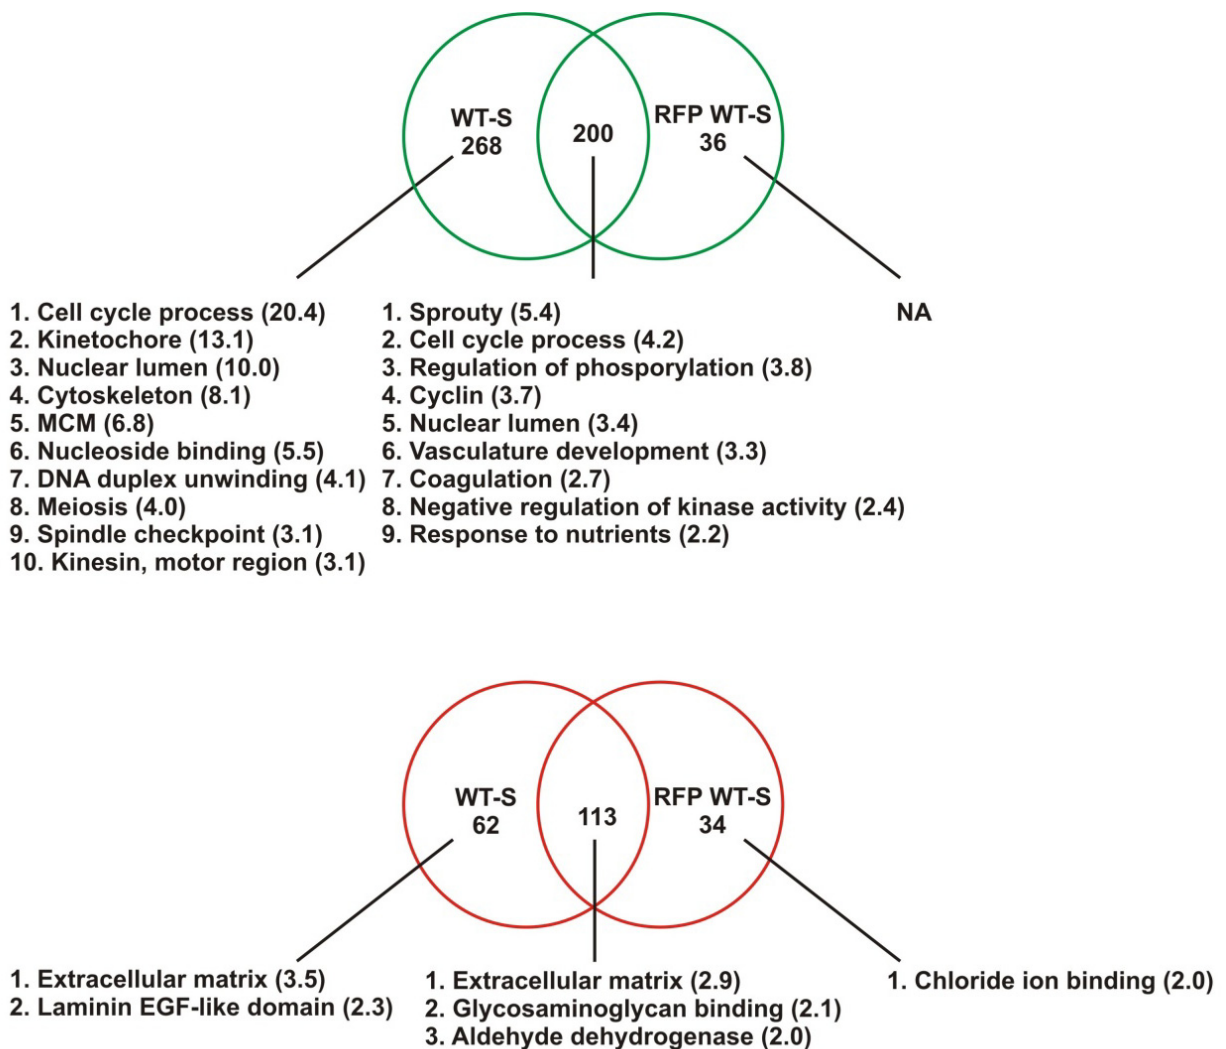 WT-S
268
200
RFP WT-S
36
1. Cell cycle process (20.4)
2. Kinetochore (13.1)
3. Nuclear lumen (10.0)
4. Cytoskeleton (8.1)
5. MCM (6.8)
6. Nucleoside binding (5.5)
7. DNA duplex unwinding (4.1)
8. Meiosis (4.0)
9. Spindle checkpoint (3.1)
10. Kinesin, motor region (3.1)
1. Sprouty (5.4)
2. Cell cycle process (4.2)
3. Regulation of phosporylation (3.8)
4. Cyclin (3.7)
5. Nuclear lumen (3.4)
6. Vasculature development (3.3)
7. Coagulation (2.7)
8. Negative regulation of kinase activity (2.4)
9. Response to nutrients (2.2)
NA
WT-S
62
113
RFP WT-S
34
1. Extracellular matrix (3.5)
2. Laminin EGF-like domain (2.3)
1. Extracellular matrix (2.9)
2. Glycosaminoglycan binding (2.1)
3. Aldehyde dehydrogenase (2.0)
1. Chloride ion binding (2.0)